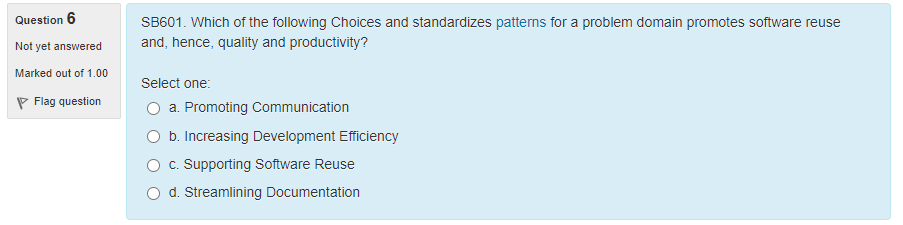 Question 6
Not yet answered
Marked out of 1.00
Flag question
SB601. Which of the following Choices and standardizes patterns for a problem domain promotes software reuse
and, hence, quality and productivity?
Select one:
a. Promoting Communication
b. Increasing Development Efficiency
c. Supporting Software Reuse
d. Streamlining Documentation